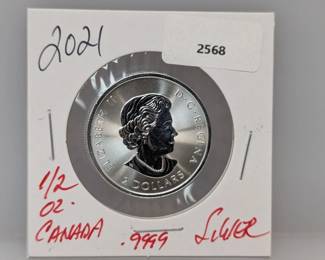 2021
2568
ELIZABETH II D·G·REGINA
2 DOLLARS
1/2
OZ.
CANADA .9999 SILVER